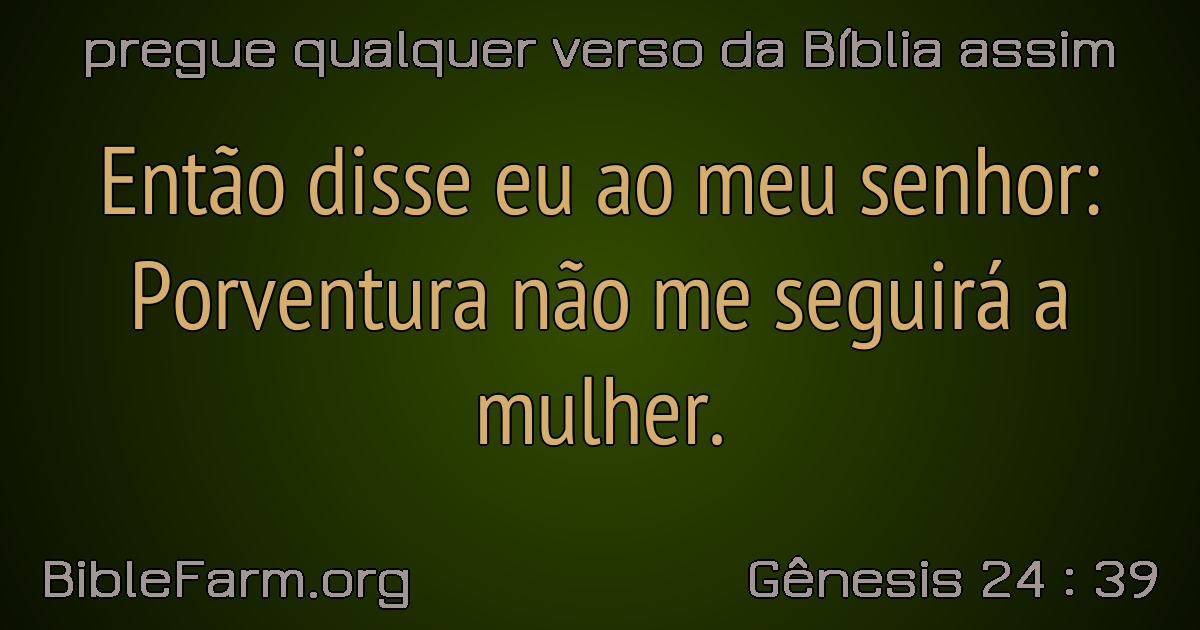 pregue qualquer verso da Bíblia assim
Então disse eu ao meu senhor:
Porventura não me seguirá a
mulher.
BibleFarm.org
Gênesis 24 : 39